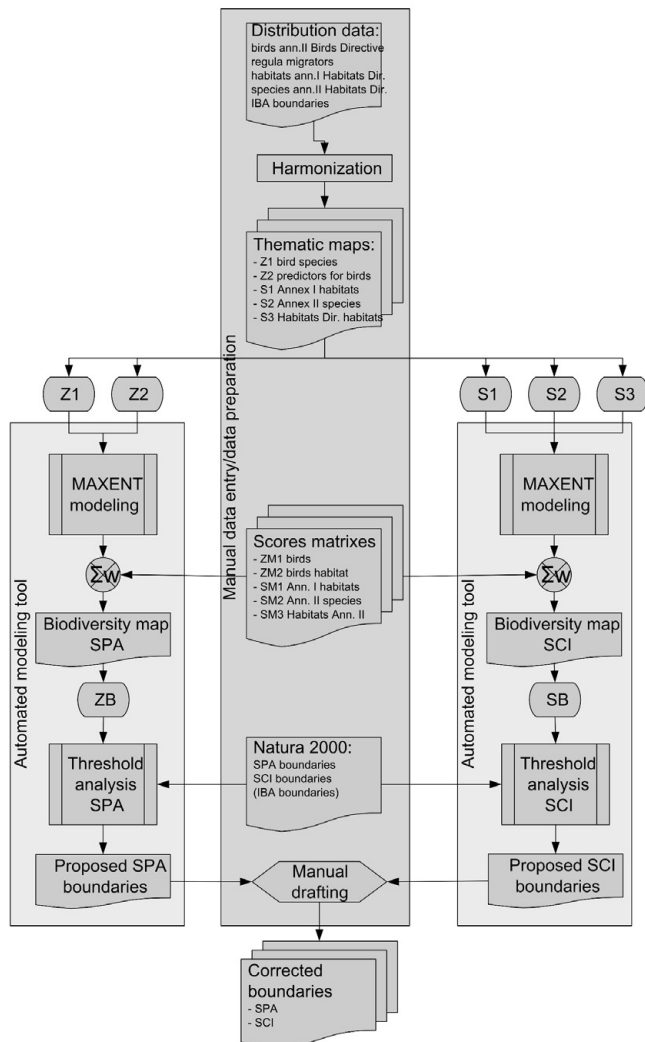 Distribution data:
birds ann.II Birds Directive
regula migrators
habitats ann.I Habitats Dir.
species ann.II Habitats Dir.
IBA boundaries
Harmonization
Thematic maps:
- Z1 bird species
- Z2 predictors for birds
- S1 Annex I habitats
- S2 Annex II species
- S3 Habitats Dir. habitats
Manual data entry/data preparation
Z1
Z2
S1
S2
S3
Automated modeling tool
MAXENT
modeling
Σw
Biodiversity map
SPA
ZB
Threshold
analysis
SPA
Proposed SPA
boundaries
Scores matrixes
- ZM1 birds
- ZM2 birds habitat
- SM1 Ann. I habitats
- SM2 Ann. II species
- SM3 Habitats Ann. II
Natura 2000:
SPA boundaries
SCI boundaries
(IBA boundaries)
Automated modeling tool
MAXENT
modeling
Σw
Biodiversity map
SCI
SB
Threshold
analysis
SCI
Proposed SCI
boundaries
Manual
drafting
Corrected
boundaries
- SPA
- SCI